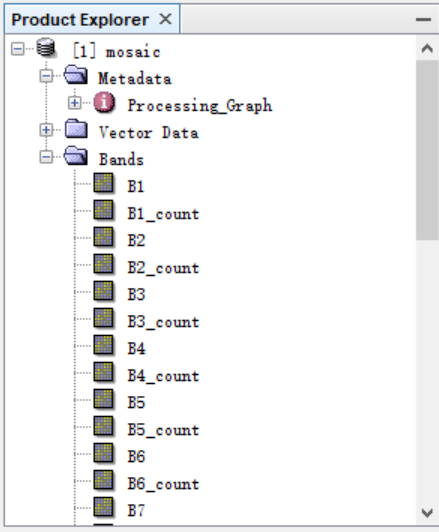 Product Explorer
[1] mosaic
Metadata
Processing_Graph
Vector Data
Bands
B1
B1_count
B2
B2_count
B3
B3_count
B4
B4_count
B5
B5_count
B6
B6_count
B7